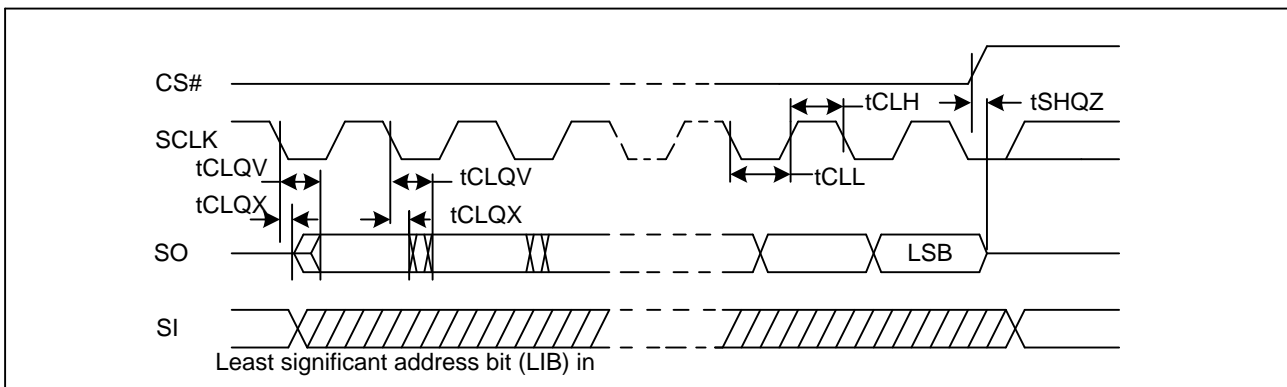 CS#
tCLH
tSHQZ
SCLK
tCLQV
tCLQV
tCLL
tCLQX
tCLQX
SO
LSB
SI
Least significant address bit (LIB) in